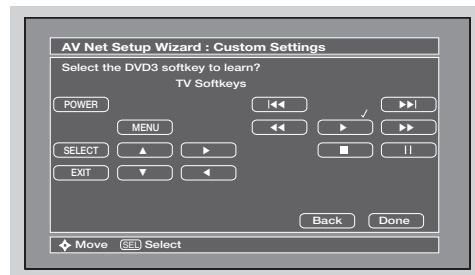 AV Net Setup Wizard : Custom Settings
Select the DVD3 softkey to learn?
TV Softkeys
POWER
MENU
SELECT
EXIT
Back Done
Move SEL Select